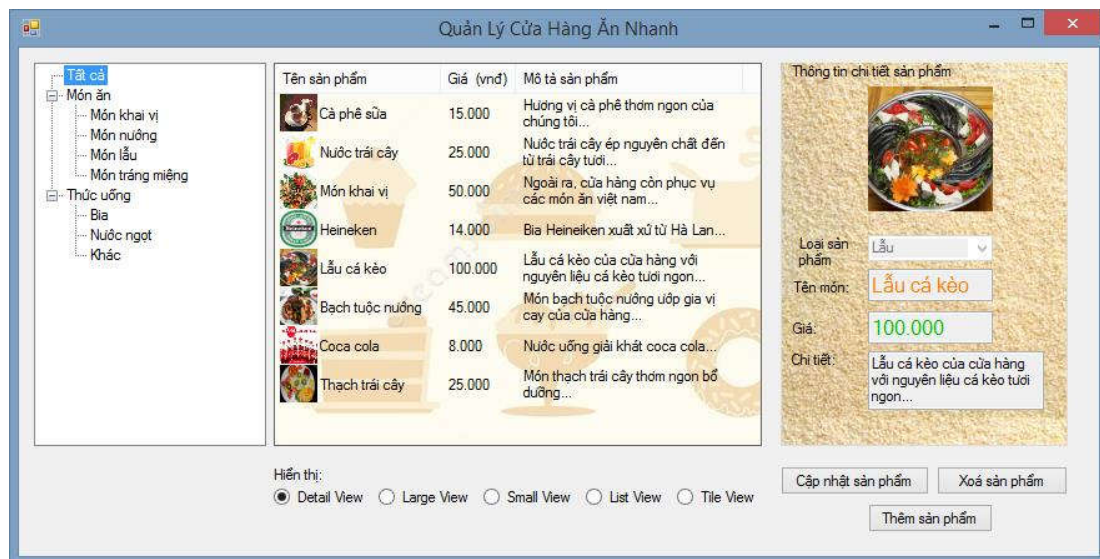 Quản Lý Cửa Hàng Ăn Nhanh
Tất cả
Món ăn
Món khai vị
Món nướng
Món lẫu
Món tráng miệng
Thức uống
Bia
Nước ngọt
Khác
Tên sản phẩm Giá (vnđ) Mô tả sản phẩm
Cà phê sữa 15.000 Hương vị cà phê thơm ngon của
chúng tôi...
Nước trái cây 25.000 Nước trái cây ép nguyên chất đến
từ trái cây tươi...
Món khai vị 50.000 Ngoài ra, cửa hàng còn phục vụ
các món ăn việt nam...
Heineken 14.000 Bia Heineiken xuất xứ từ Hà Lan...
Lẫu cá kèo 100.000 Lẫu cá kèo của cửa hàng với
nguyên liệu cá kèo tươi ngon...
Bạch tuộc nướng 45.000 Món bạch tuộc nướng ướp gia vị
cay của cửa hàng...
Coca cola 8.000 Nước uống giải khát coca cola...
Thạch trái cây 25.000 Món thạch trái cây thơm ngon bổ
dưỡng...
Thông tin chi tiết sản phẩm
Loại sản
phẩm
Lẫu
Tên món: Lẫu cá kèo
Giá: 100.000
Chi tiết: Lẫu cá kèo của cửa hàng
với nguyên liệu cá kèo tươi
ngon...
Hiển thị:
Detail View Large View Small View List View Tile View
Cập nhật sản phẩm Xoá sản phẩm
Thêm sản phẩm